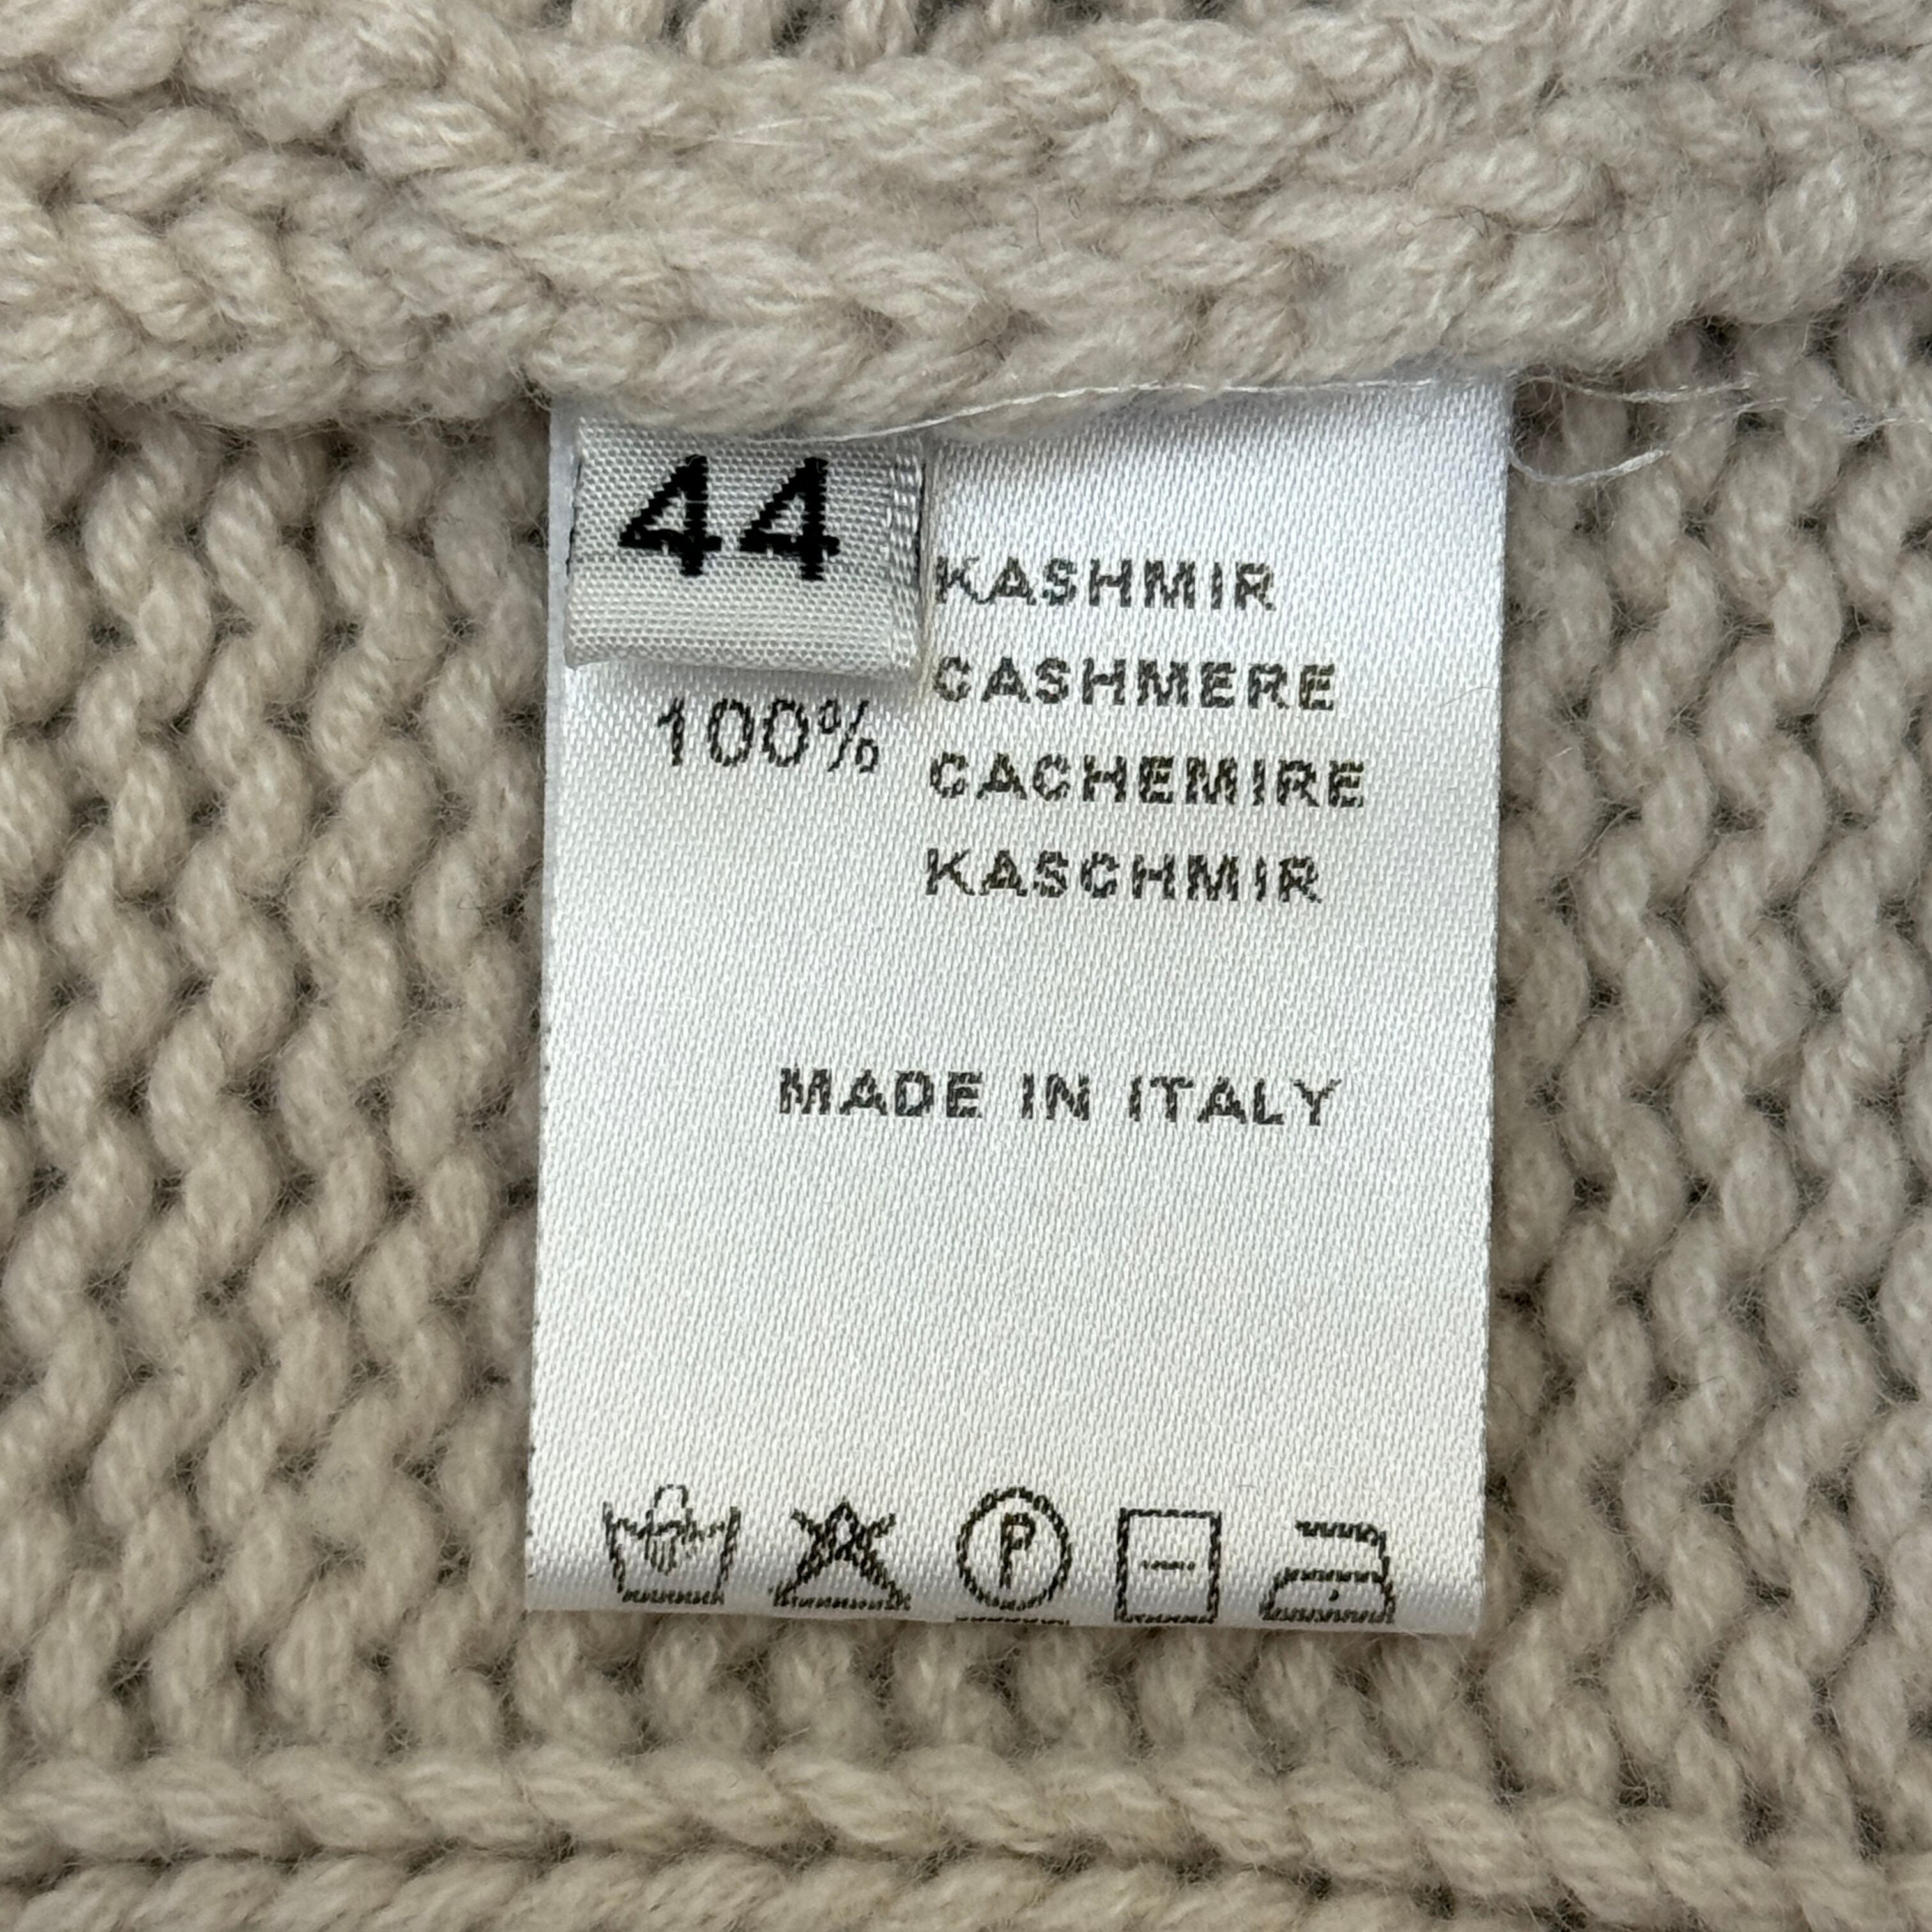 44
KASHMIR
CASHMERE
100% CACHEMIRE
KASCHMIR
MADE IN ITALY
P